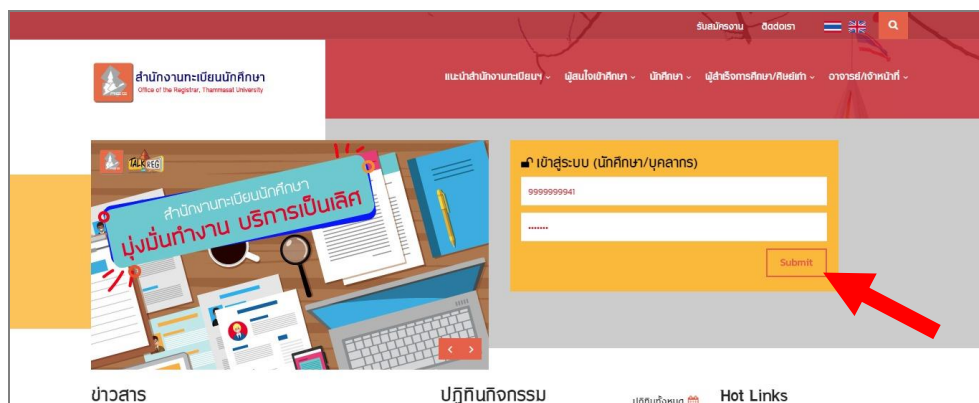 รับสมัครงาน ติดต่อเรา
สำนักงานทะเบียนนักศึกษา
Office of the Registrar, Thammasat University
แนะนำสำนักงานทะเบียนฯ ผู้สนใจเข้าศึกษา นักศึกษา ผู้สำเร็จการศึกษา/ศิษย์เก่า อาจารย์/เจ้าหน้าที่
TALK REG
สำนักงานทะเบียนนักศึกษา
มุ่งมั่นทำงาน บริการเป็นเลิศ
เข้าสู่ระบบ (นักศึกษา/บุคลากร)
9999999941
•••••••
Submit
ข่าวสาร
ปฏิทินกิจกรรม
ปฏิทินทั้งหมด
Hot Links